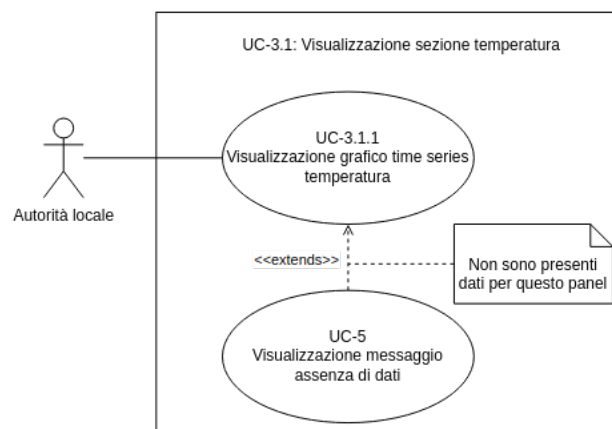 UC-3.1: Visualizzazione sezione temperatura
UC-3.1.1
Visualizzazione grafico time series
temperatura
Autorità locale
<<extends>>
Non sono presenti
dati per questo panel
UC-5
Visualizzazione messaggio
assenza di dati